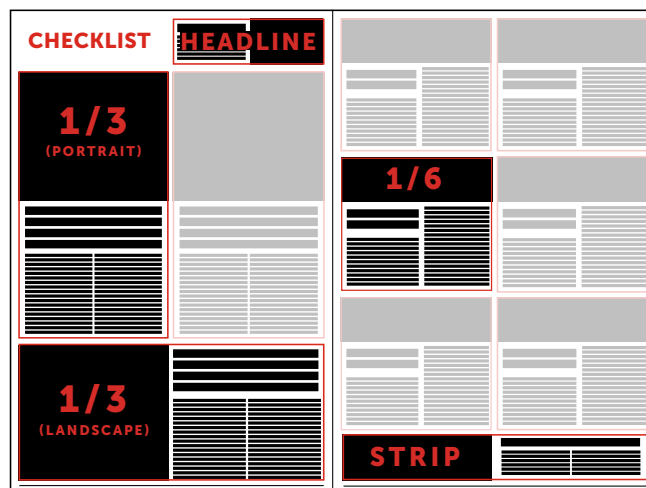 CHECKLIST
HEADLINE
1/3
(PORTRAIT)
1/6
1/3
(LANDSCAPE)
STRIP